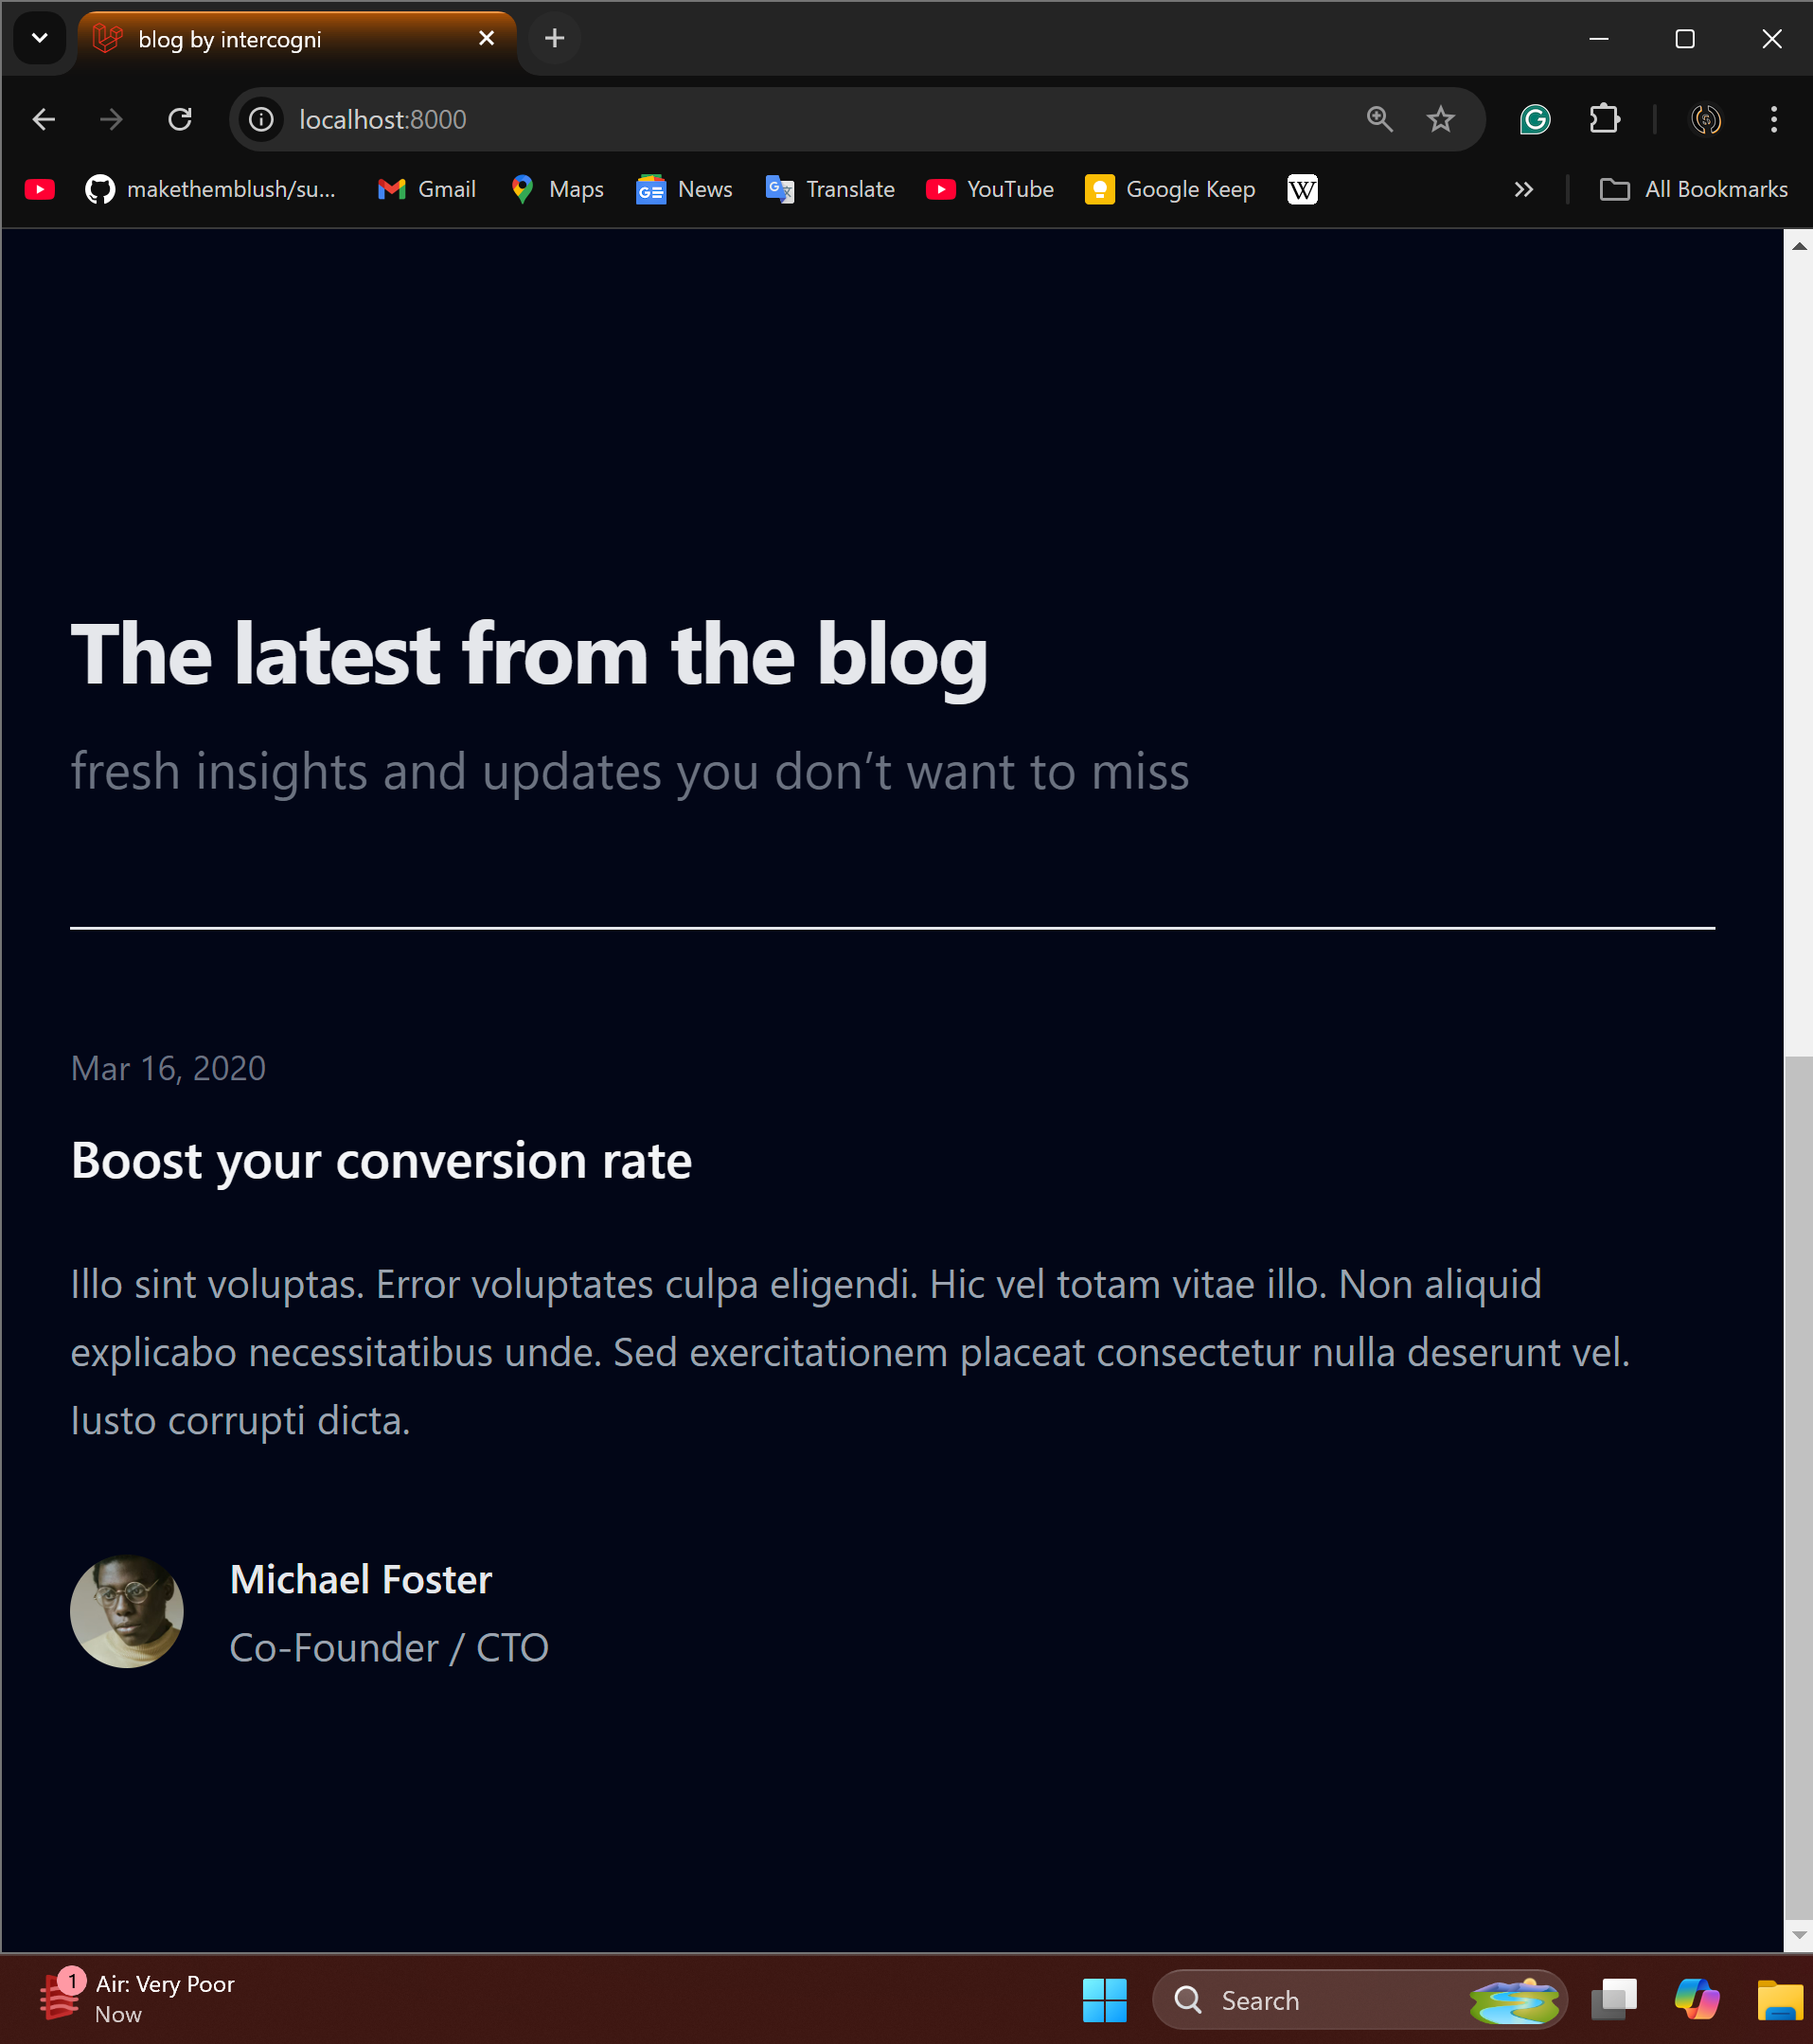 blog by intercogni
localhost:8000
makethemblush/su...
Gmail
Maps
News
Translate
YouTube
Google Keep
W
All Bookmarks
The latest from the blog
fresh insights and updates you don’t want to miss
Mar 16, 2020
Boost your conversion rate
Illo sint voluptas. Error voluptates culpa eligendi. Hic vel totam vitae illo. Non aliquid
explicabo necessitatibus unde. Sed exercitationem placeat consectetur nulla deserunt vel.
Iusto corrupti dicta.
Michael Foster
Co-Founder / CTO
1
Air: Very Poor
Now
Search